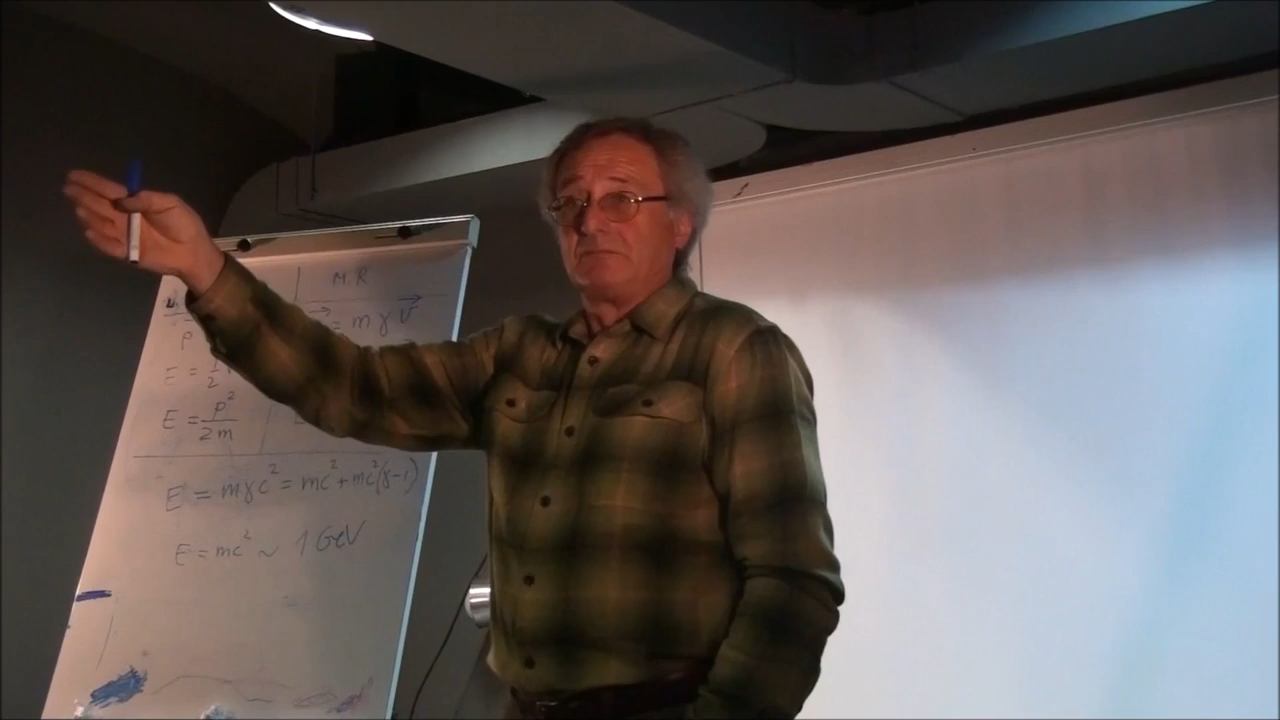 M.R
= mγ v⃗
P
E = 1/2
E = p²/2m
E = mγc² = mc² + mc²(γ-1)
E = mc² ~ 1 GeV